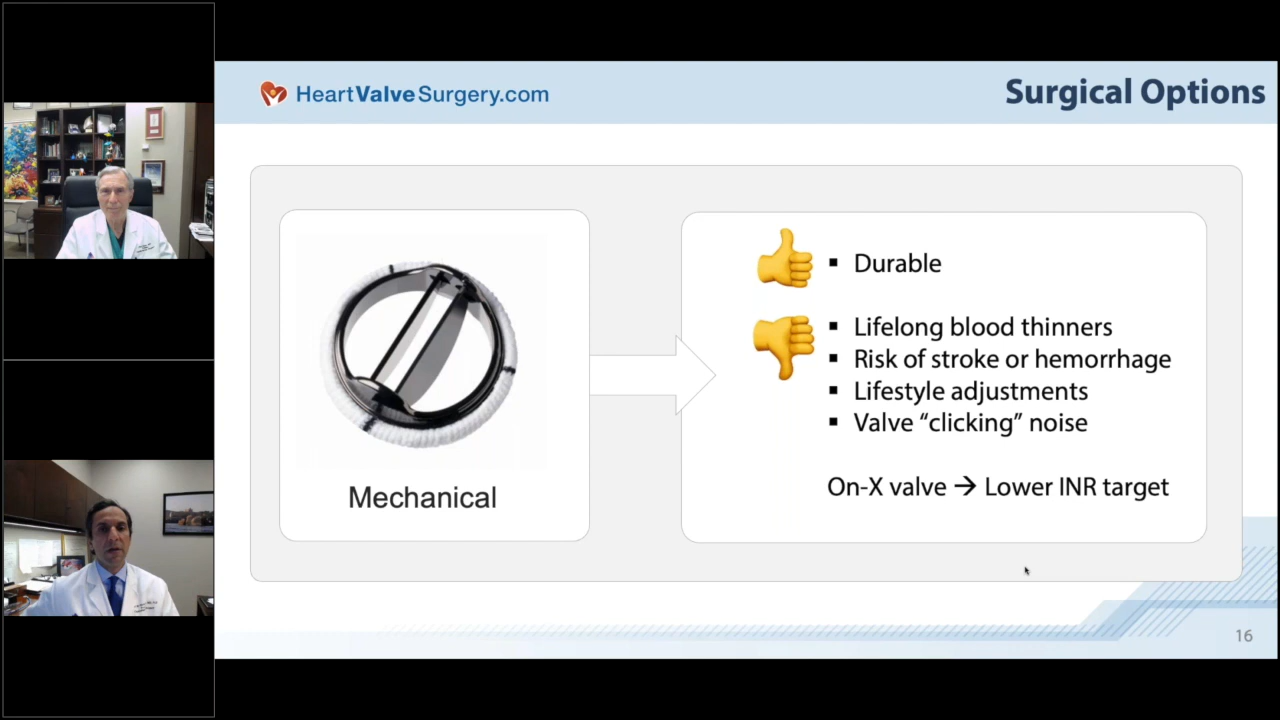 HeartValveSurgery.com
Surgical Options
Mechanical
▪ Durable
▪ Lifelong blood thinners
▪ Risk of stroke or hemorrhage
▪ Lifestyle adjustments
▪ Valve “clicking” noise
On-X valve → Lower INR target
16